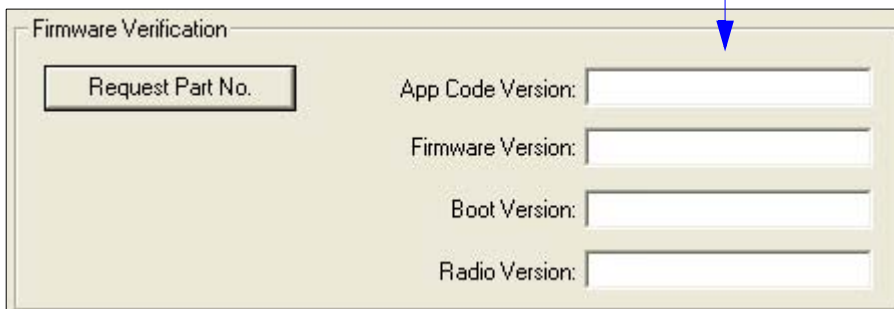 Firmware Verification
Request Part No.
App Code Version:
Firmware Version:
Boot Version:
Radio Version: